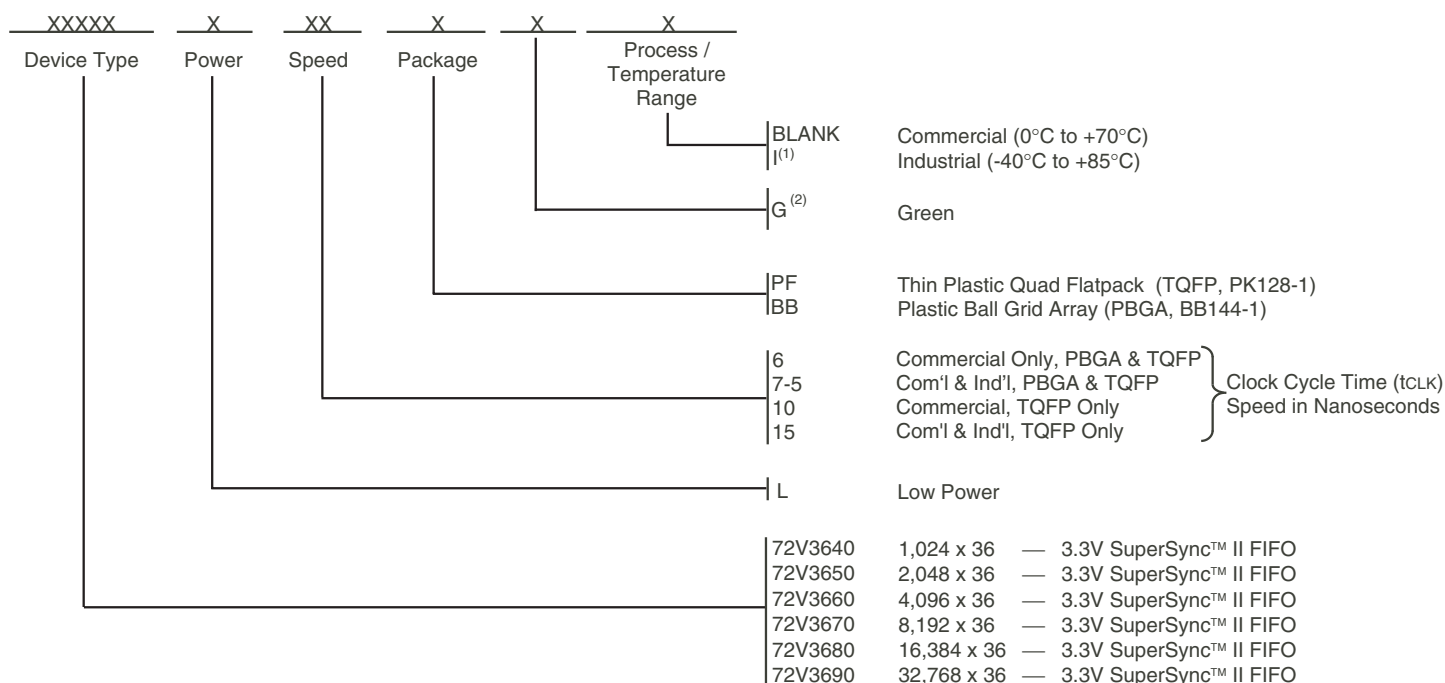 XXXXX X XX X X X
Device Type Power Speed Package Process /
Temperature
Range
BLANK Commercial (0°C to +70°C)
I(1) Industrial (-40°C to +85°C)
G (2) Green
PF Thin Plastic Quad Flatpack (TQFP, PK128-1)
BB Plastic Ball Grid Array (PBGA, BB144-1)
6 Commercial Only, PBGA & TQFP
7-5 Com‘l & Ind’l, PBGA & TQFP
10 Commercial, TQFP Only
15 Com'l & Ind'l, TQFP Only
Clock Cycle Time (tCLK)
Speed in Nanoseconds
L Low Power
72V3640 1,024 x 36 — 3.3V SuperSync™ II FIFO
72V3650 2,048 x 36 — 3.3V SuperSync™ II FIFO
72V3660 4,096 x 36 — 3.3V SuperSync™ II FIFO
72V3670 8,192 x 36 — 3.3V SuperSync™ II FIFO
72V3680 16,384 x 36 — 3.3V SuperSync™ II FIFO
72V3690 32,768 x 36 — 3.3V SuperSync™ II FIFO